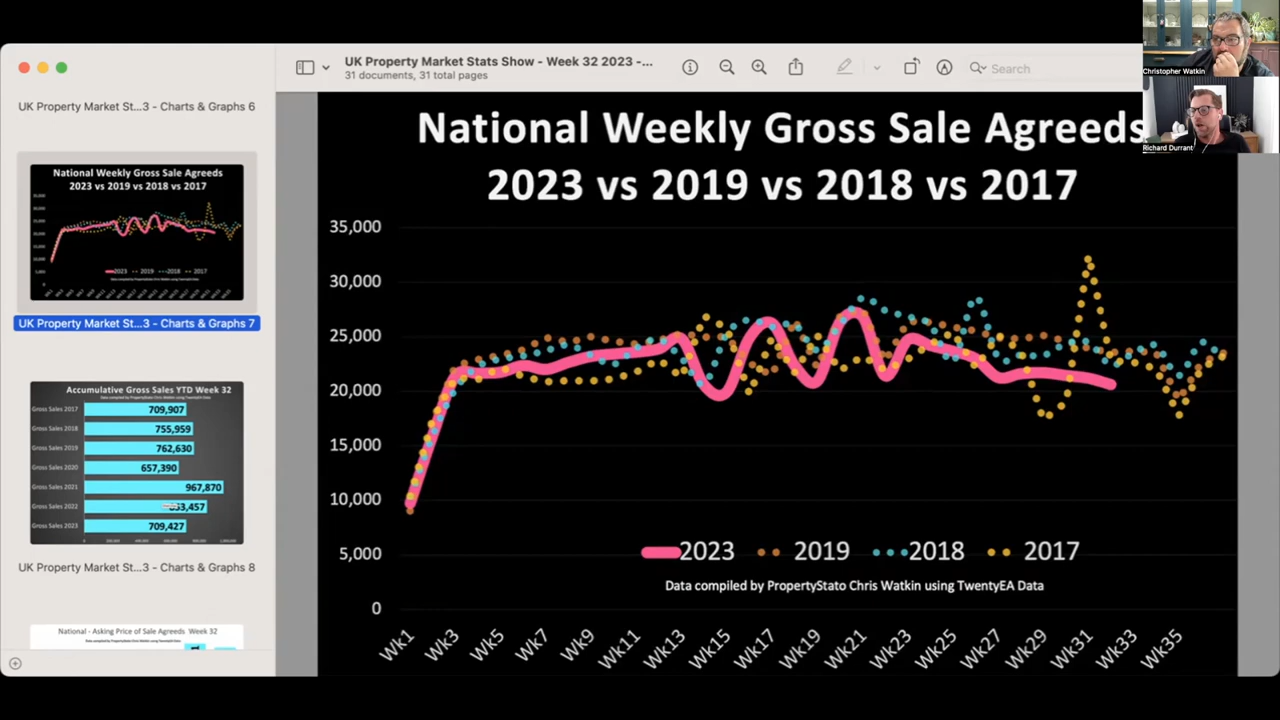 UK Property Market Stats Show - Week 32 2023 -...
31 documents, 31 total pages
Search
Christopher Watkin
Richard Durrant
UK Property Market St...3 - Charts & Graphs 6
National Weekly Gross Sale Agreeds
2023 vs 2019 vs 2018 vs 2017
2023 2019 2018 2017
UK Property Market St...3 - Charts & Graphs 7
Accumulative Gross Sales YTD Week 32
Gross Sales 2017 709,907
Gross Sales 2018 755,959
Gross Sales 2019 762,630
Gross Sales 2020 657,390
Gross Sales 2021 967,870
Gross Sales 2022
Gross Sales 2023 709,427
UK Property Market St...3 - Charts & Graphs 8
National - Asking Price of Sale Agreeds Week 32
National Weekly Gross Sale Agreeds
2023 vs 2019 vs 2018 vs 2017
35,000
30,000
25,000
20,000
15,000
10,000
5,000
0
2023 2019 2018 2017
Data compiled by PropertyStato Chris Watkin using TwentyEA Data
Wk1 Wk3 Wk5 Wk7 Wk9 Wk11 Wk13 Wk15 Wk17 Wk19 Wk21 Wk23 Wk25 Wk27 Wk29 Wk31 Wk33 Wk35